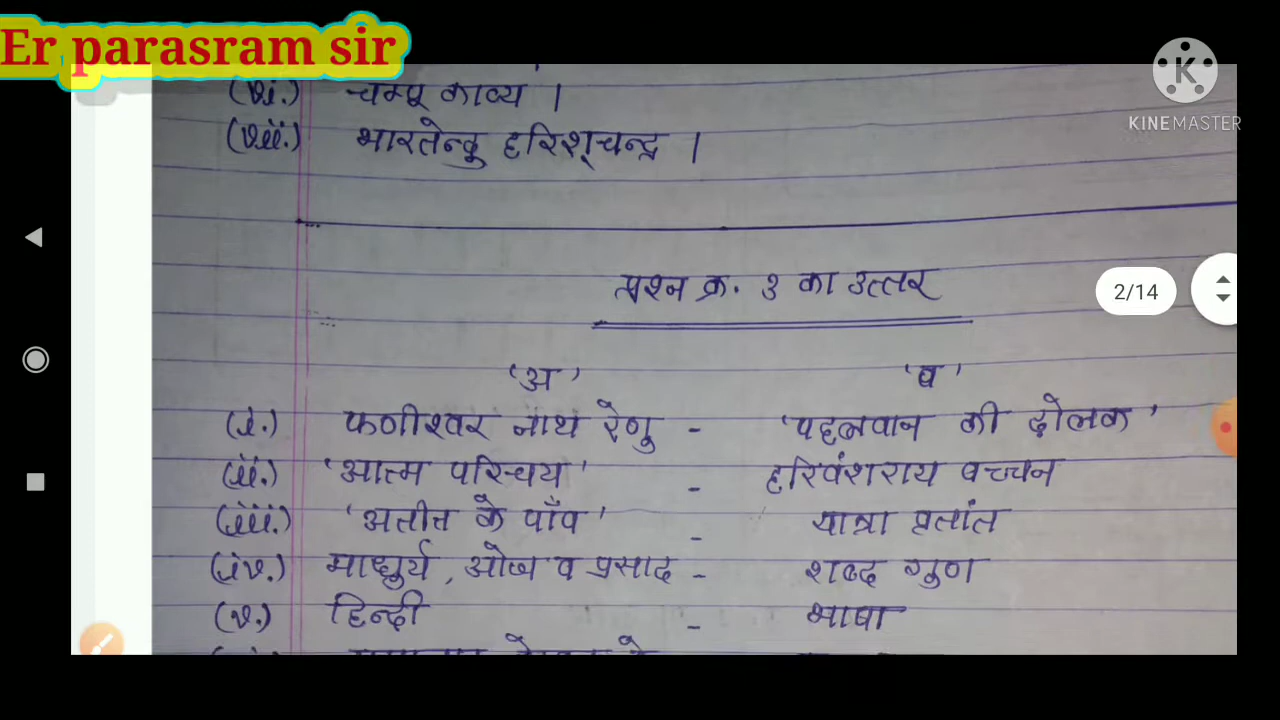 Er parasram sir
K
KINEMASTER
(vi.) चम्पू काव्य ।
(vii.) भारतेन्दु हरिश्चन्द्र ।
प्रश्न क्र. 3 का उत्तर
2/14
'अ' 'ब'
(i.) फणीश्वर नाथ रेणु - 'पहलवान की ढोलक'
(ii.) 'आत्म परिचय' - हरिवंशराय बच्चन
(iii.) 'अतीत के पाँव' - यात्रा वृतांत
(iv.) माधुर्य, ओज व प्रसाद - शब्द गुण
(v.) हिन्दी - भाषा